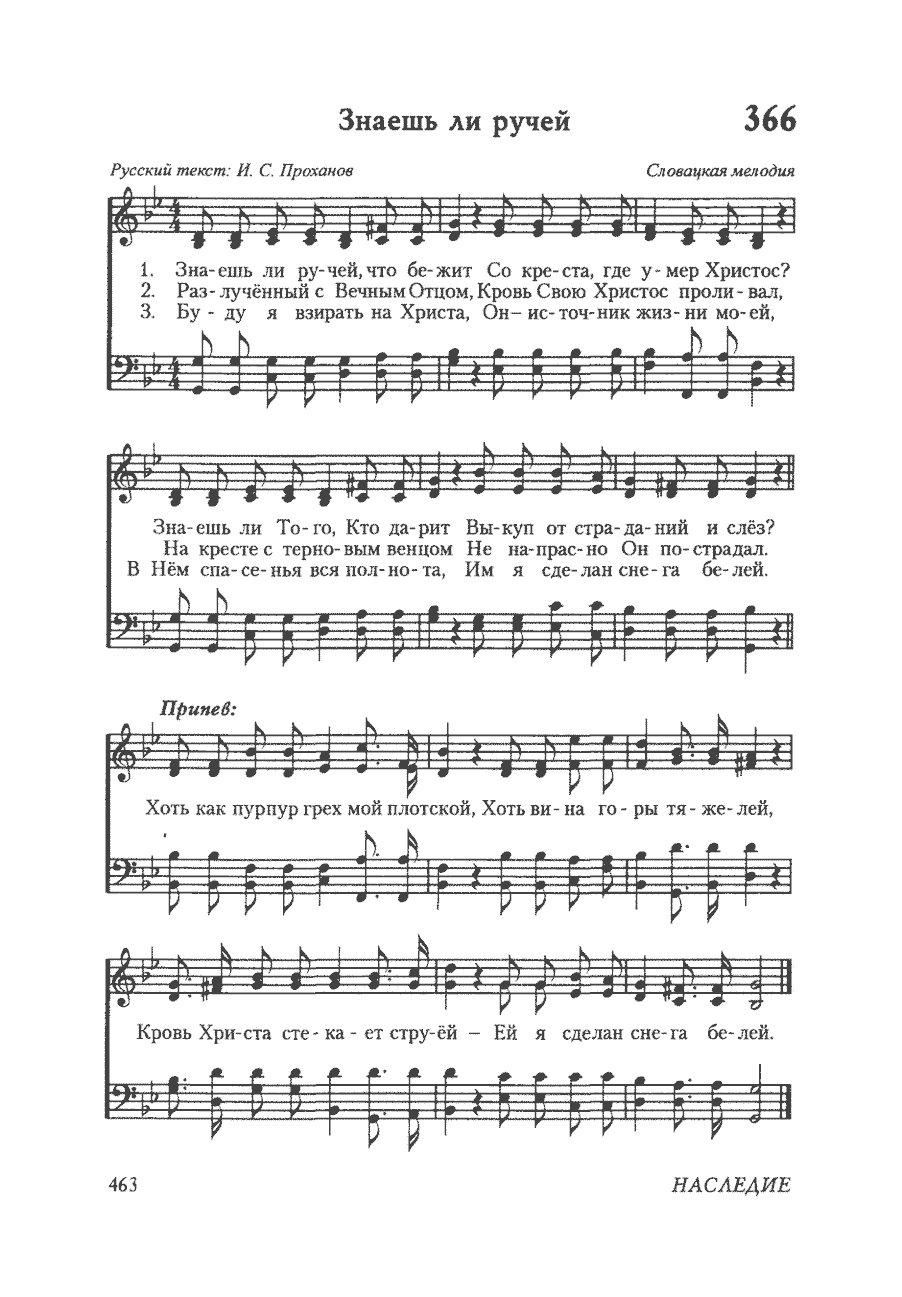 Знаешь ли ручей 366
Русский текст: И. С. Проханов Словацкая мелодия
1. Зна-ешь ли ру-чей, что бе-жит Со кре-ста, где у-мер Христос?
2. Раз-лучённый с Вечным Отцом, Кровь Свою Христос проли-вал,
3. Бу-ду я взирать на Христа, Он–ис-точ-ник жиз-ни мо-ей,
Зна-ешь ли То-го, Кто да-рит Вы-куп от стра-да-ний и слёз?
На кресте с терно-вым венцом Не на-прас-но Он по-страдал.
В Нём спа-се-нья вся пол-но-та, Им я сде-лан сне-га бе-лей.
Припев:
Хоть как пурпур грех мой плотской, Хоть ви-на го-ры тя-же-лей,
Кровь Хри-ста сте-ка-ет стру-ёй – Ей я сделан сне-га бе-лей.
463 НАСЛЕДИЕ